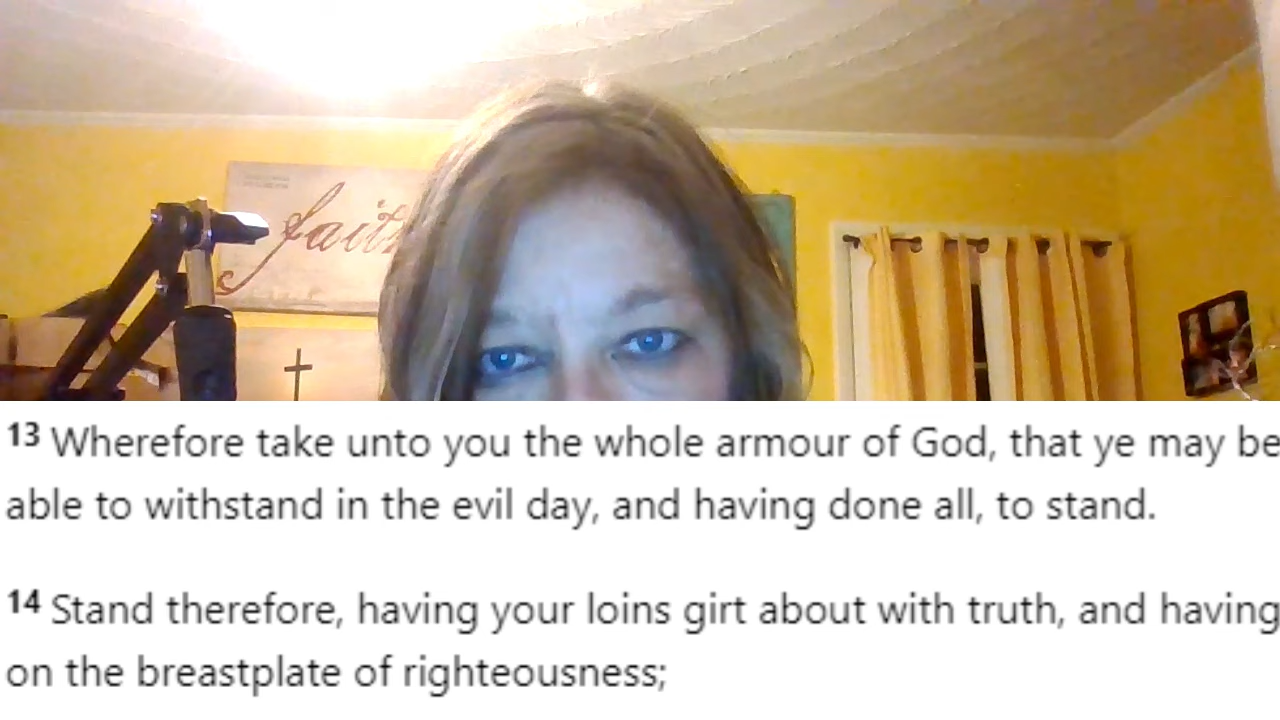 faith
13 Wherefore take unto you the whole armour of God, that ye may be
able to withstand in the evil day, and having done all, to stand.
14 Stand therefore, having your loins girt about with truth, and having
on the breastplate of righteousness;